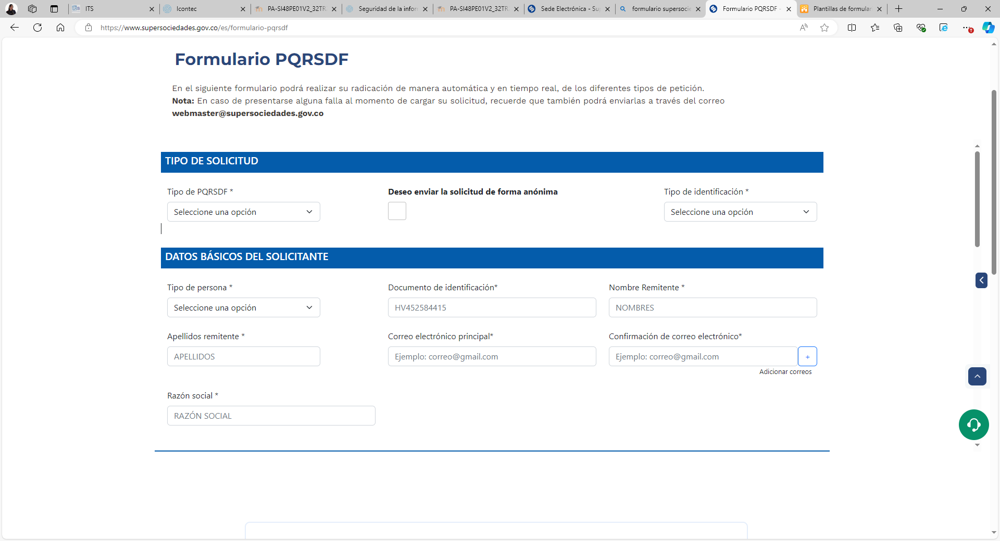 ITS
Icontec
PA-SI48PE01V2_32TR
Seguridad de la infor
PA-SI48PE01V2_32TR
Sede Electrónica - Su
formulario supersocie
Formulario PQRSDF -
Plantillas de formular
https://www.supersociedades.gov.co/es/formulario-pqrsdf
Formulario PQRSDF
En el siguiente formulario podrá realizar su radicación de manera automática y en tiempo real, de los diferentes tipos de petición.
Nota: En caso de presentarse alguna falla al momento de cargar su solicitud, recuerde que también podrá enviarlas a través del correo
webmaster@supersociedades.gov.co
TIPO DE SOLICITUD
Tipo de PQRSDF *
Deseo enviar la solicitud de forma anónima
Tipo de identificación *
Seleccione una opción
Seleccione una opción
DATOS BÁSICOS DEL SOLICITANTE
Tipo de persona *
Documento de identificación*
Nombre Remitente *
Seleccione una opción
HV452584415
NOMBRES
Apellidos remitente *
Correo electrónico principal*
Confirmación de correo electrónico*
APELLIDOS
Ejemplo: correo@gmail.com
Ejemplo: correo@gmail.com
+
Adicionar correos
Razón social *
RAZÓN SOCIAL